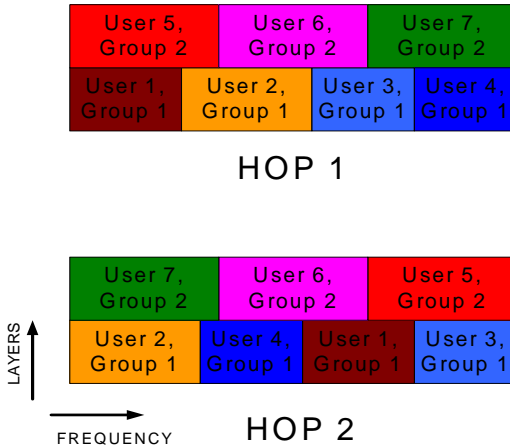 User 5,
Group 2
User 6,
Group 2
User 7,
Group 2
User 1,
Group 1
User 2,
Group 1
User 3,
Group 1
User 4,
Group 1
HOP 1
User 7,
Group 2
User 6,
Group 2
User 5,
Group 2
User 2,
Group 1
User 4,
Group 1
User 1,
Group 1
User 3,
Group 1
LAYERS
FREQUENCY
HOP 2